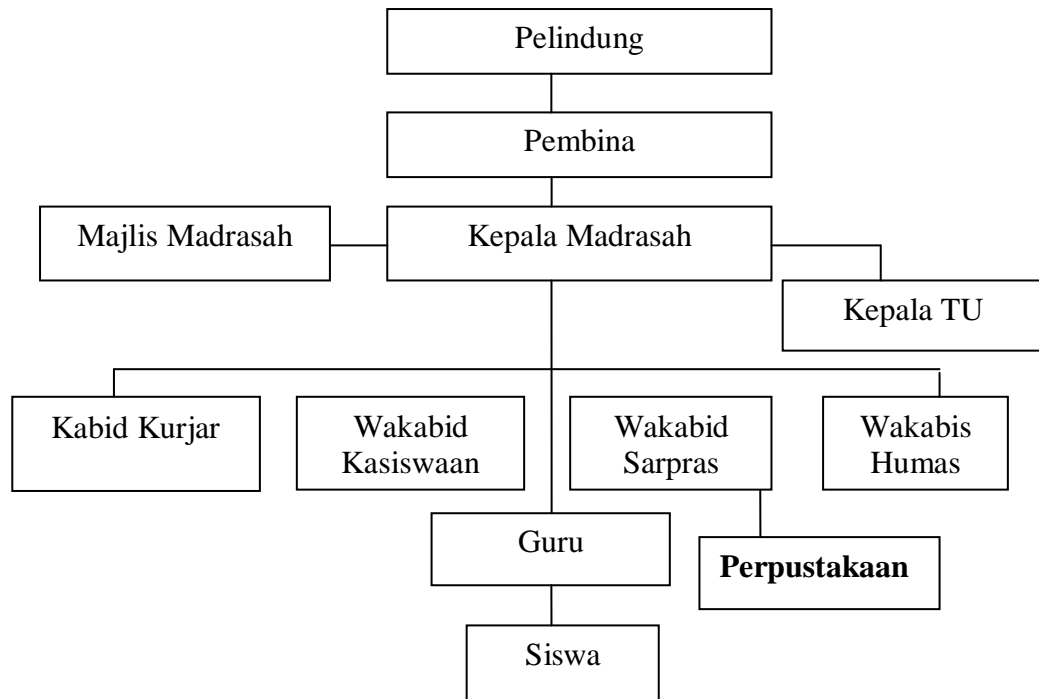 Pelindung
Pembina
Majlis Madrasah
Kepala Madrasah
Kepala TU
Kabid Kurjar
Wakabid
Kasiswaan
Wakabid
Sarpras
Wakabis
Humas
Guru
Perpustakaan
Siswa